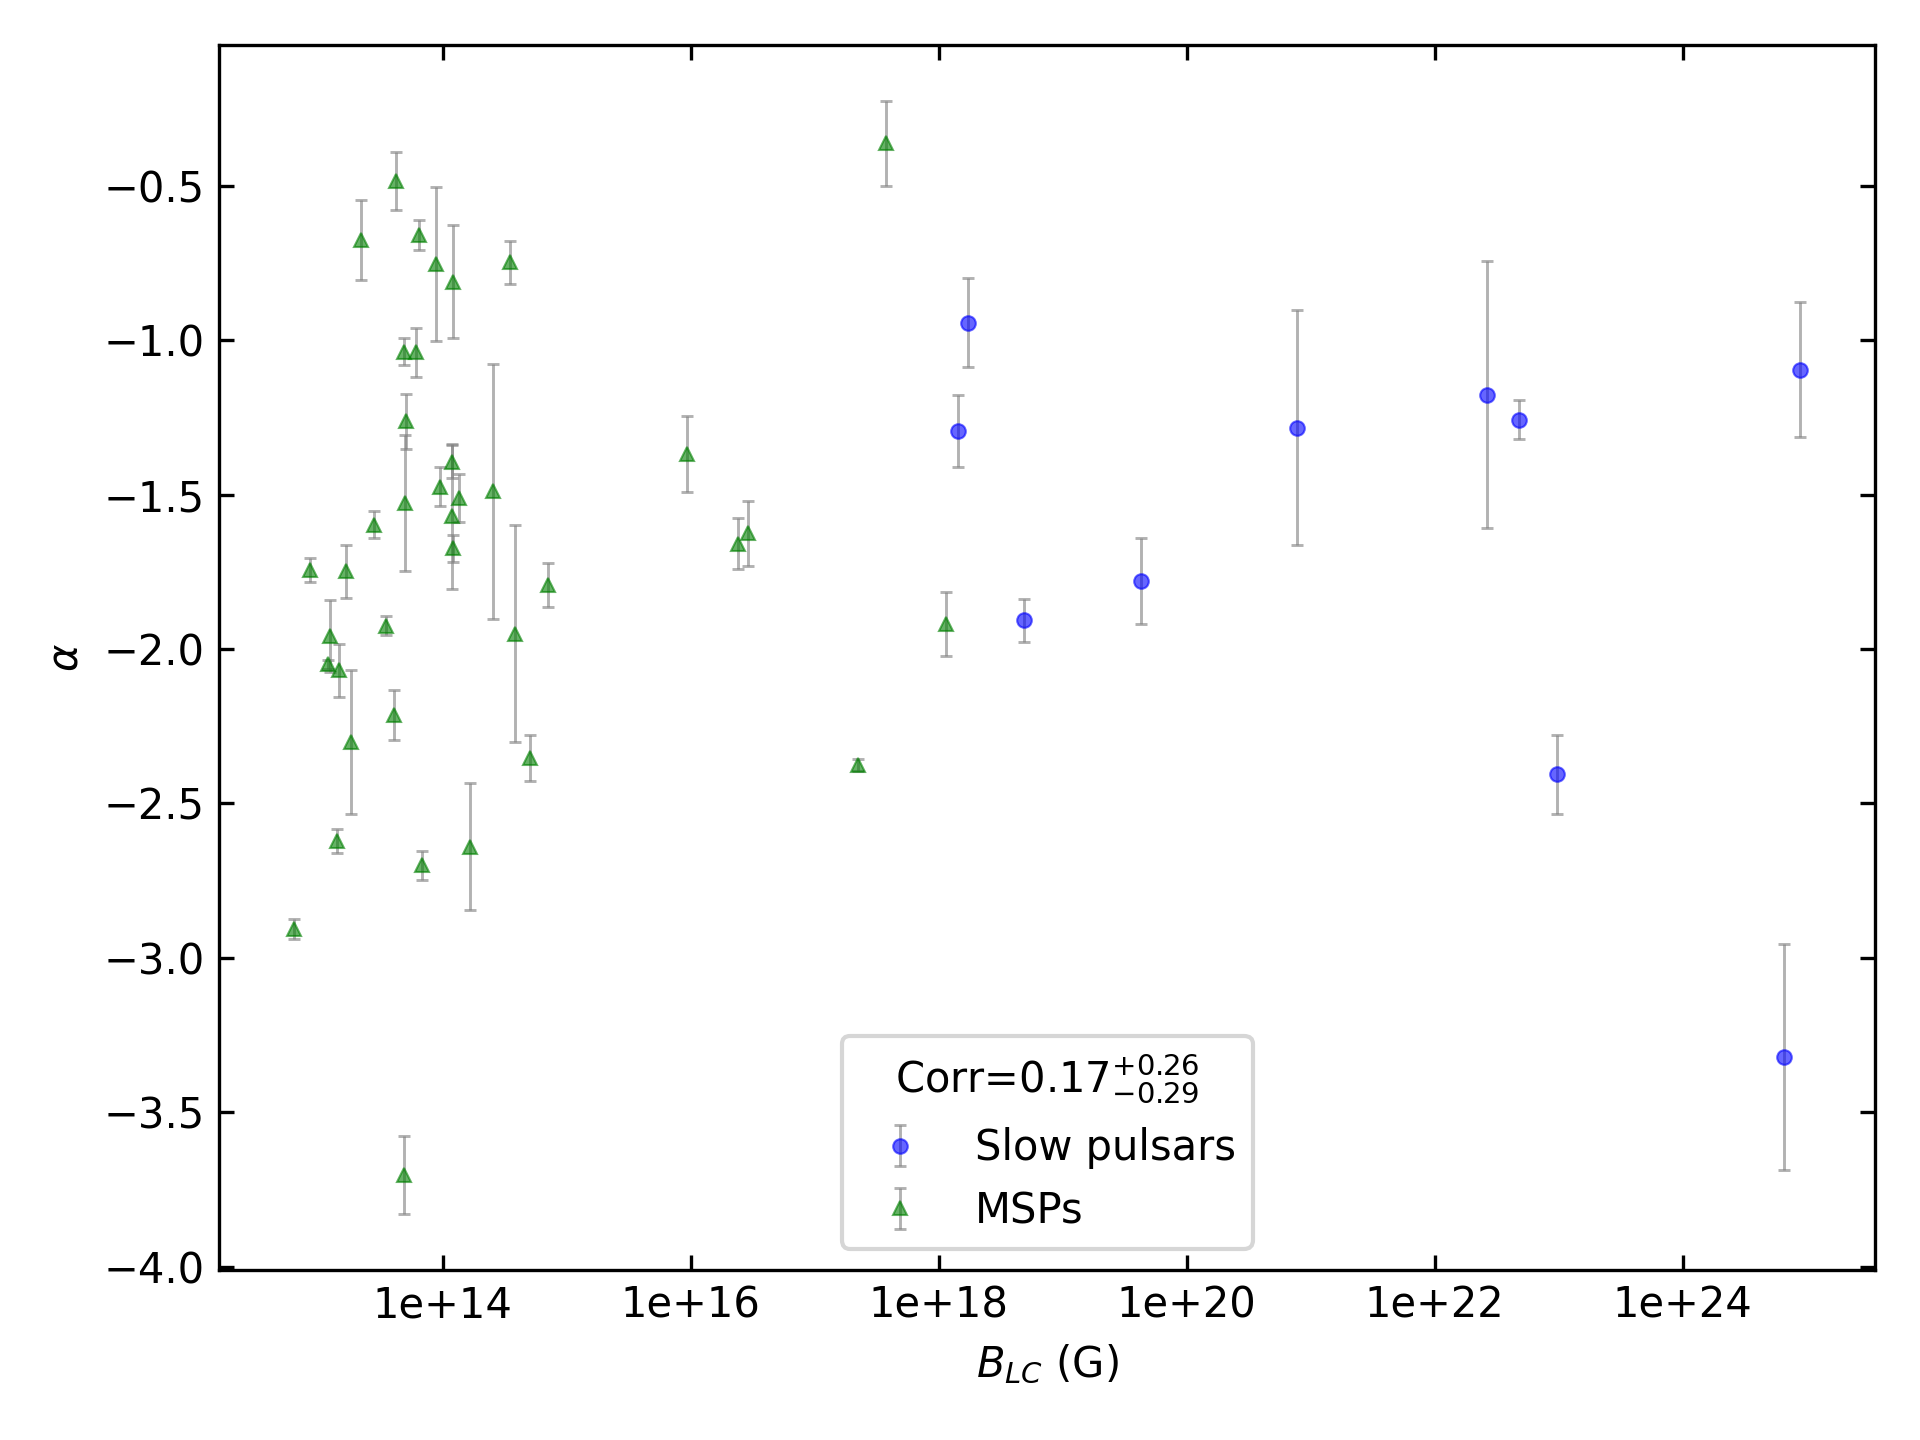 −0.5
−1.0
−1.5
−2.0
−2.5
−3.0
−3.5
−4.0
α
Corr=0.17+0.26−0.29
Slow pulsars
MSPs
1e+14 1e+16 1e+18 1e+20 1e+22 1e+24
B_LC (G)